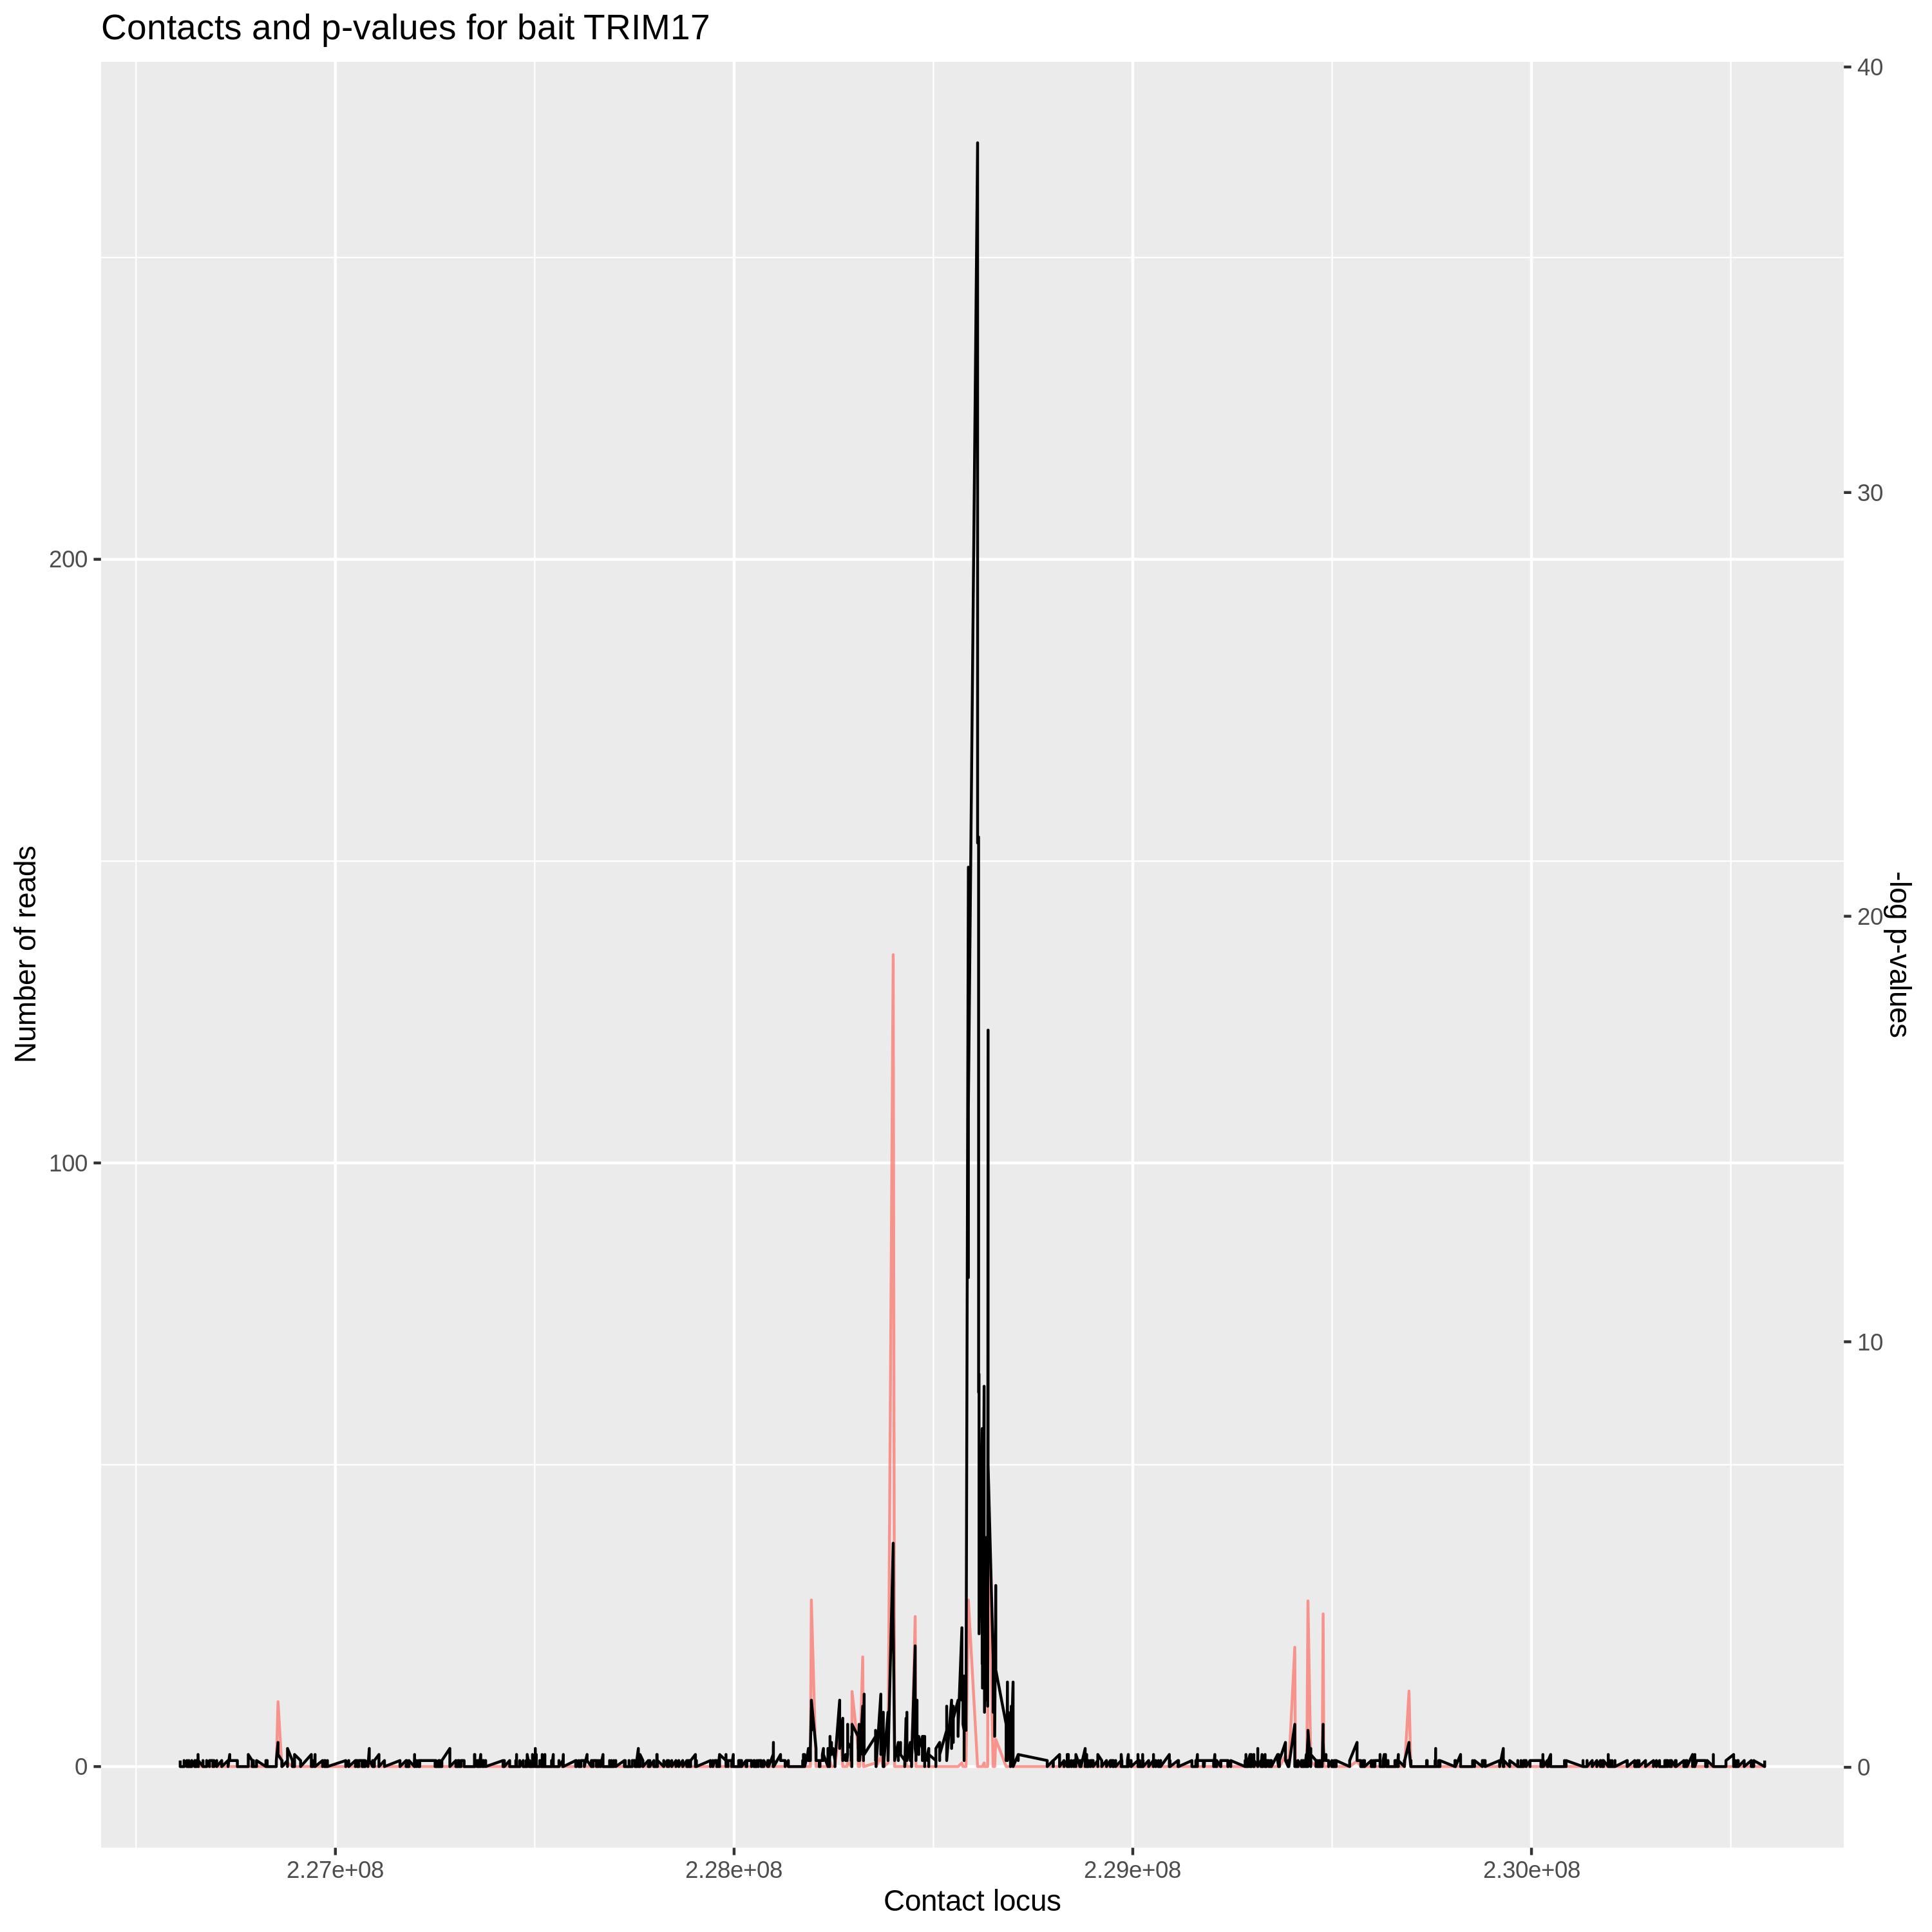 Contacts and p-values for bait TRIM17
40
30
200
20
Number of reads
-log p-values
100
10
0
0
2.27e+08
2.28e+08
2.29e+08
2.30e+08
Contact locus